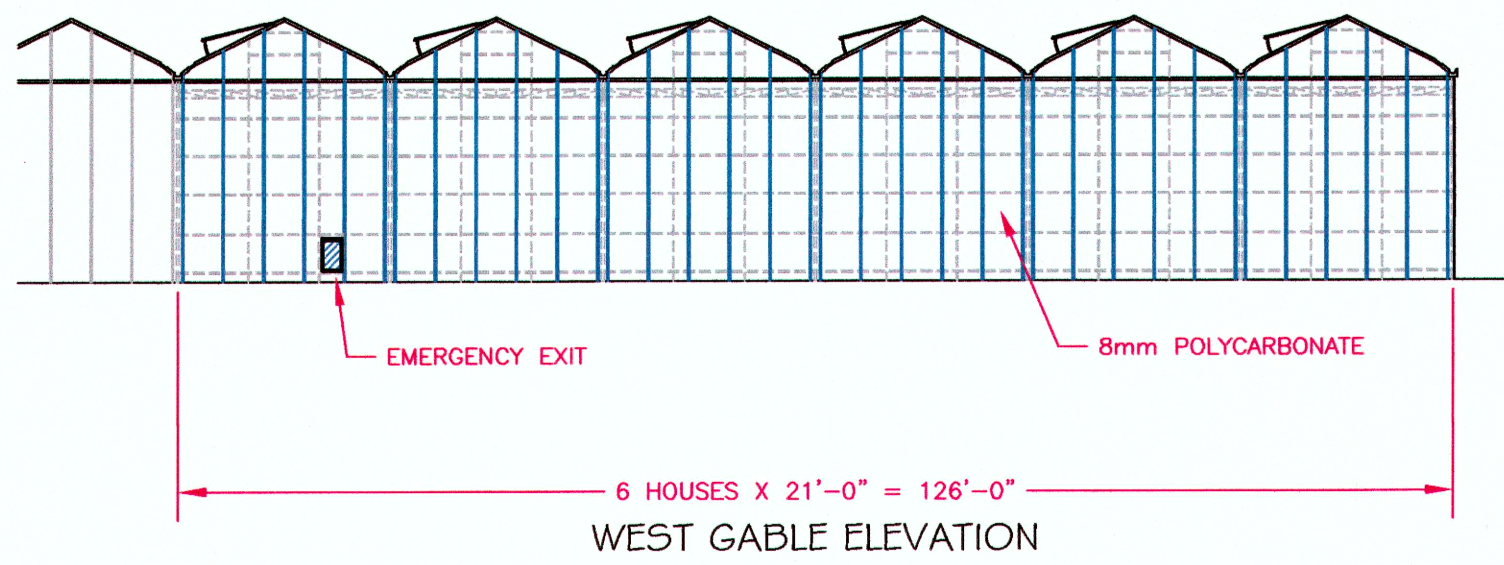 EMERGENCY EXIT
8mm POLYCARBONATE
6 HOUSES X 21'-0" = 126'-0"
WEST GABLE ELEVATION